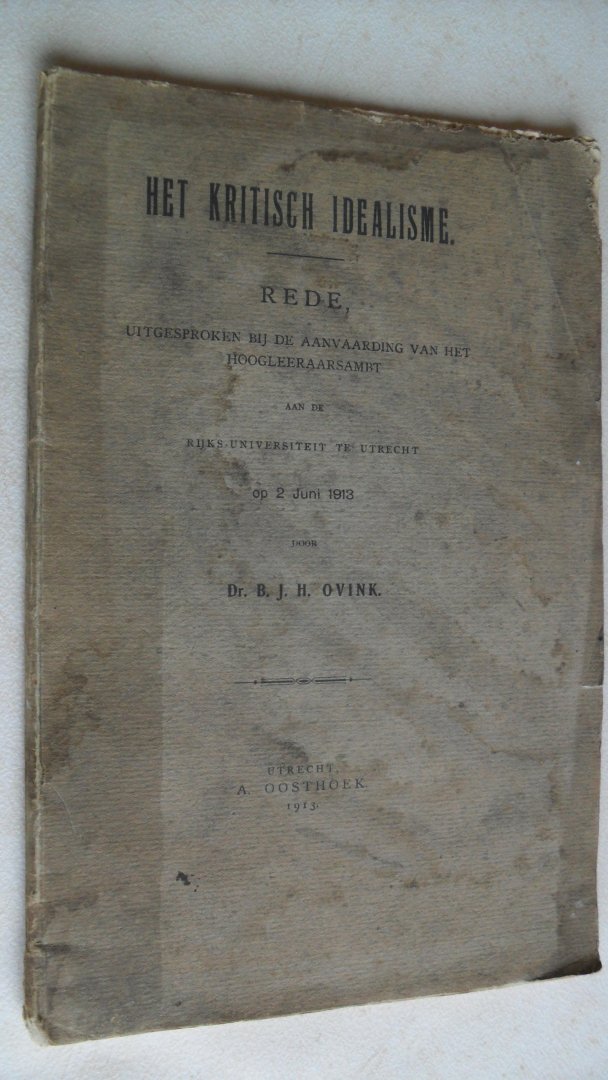 HET KRITISCH IDEALISME.
REDE,
UITGESPROKEN BIJ DE AANVAARDING VAN HET
HOOGLEERAARSAMBT
AAN DE
RIJKS-UNIVERSITEIT TE UTRECHT
op 2 Juni 1913
DOOR
Dr. B. J. H. OVINK.
UTRECHT,
A. OOSTHOEK.
1913.